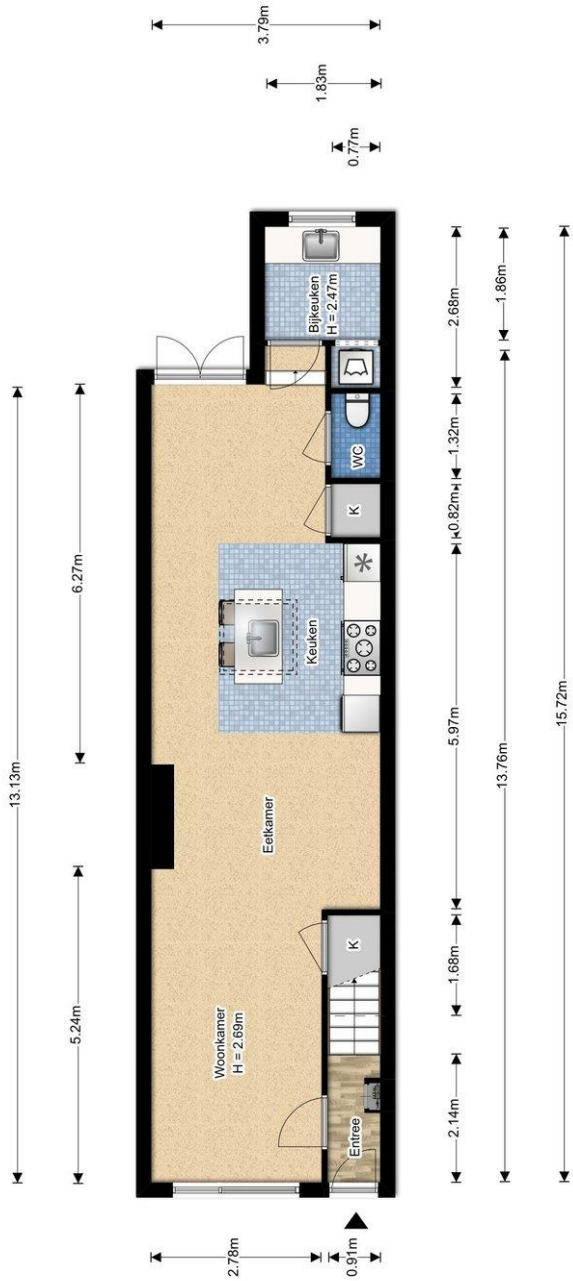 3.79m
1.83m
0.77m
13.13m
6.27m
5.24m
Bijkeuken
H = 2.47m
WC
K
Keuken
Eetkamer
K
Woonkamer
H = 2.69m
Entree
2.68m
1.86m
1.32m
0.82m
5.97m
13.76m
15.72m
1.68m
2.14m
2.78m
0.91m